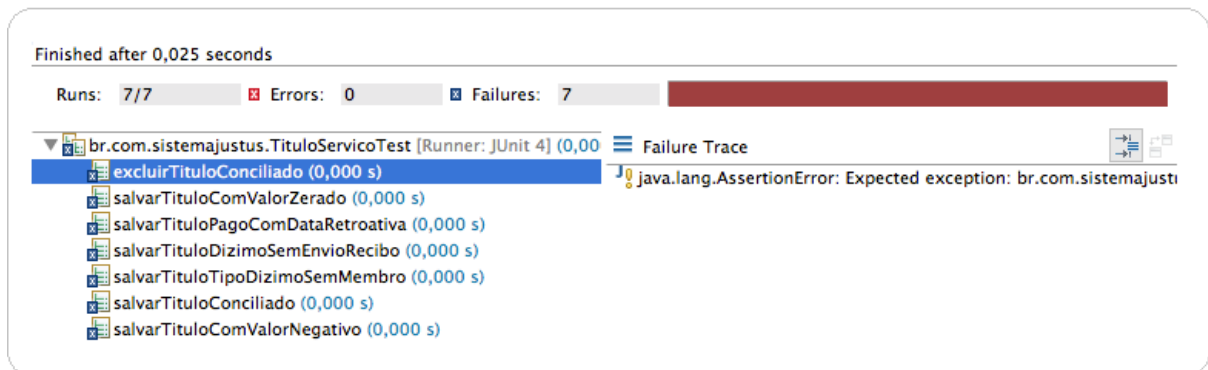 Finished after 0,025 seconds
Runs: 7/7 Errors: 0 Failures: 7
br.com.sistemajustus.TituloServicoTest [Runner: JUnit 4] (0,00
Failure Trace
excluirTituloConciliado (0,000 s)
java.lang.AssertionError: Expected exception: br.com.sistemajustu
salvarTituloComValorZerado (0,000 s)
salvarTituloPagoComDataRetroativa (0,000 s)
salvarTituloDizimoSemEnvioRecibo (0,000 s)
salvarTituloTipoDizimoSemMembro (0,000 s)
salvarTituloConciliado (0,000 s)
salvarTituloComValorNegativo (0,000 s)